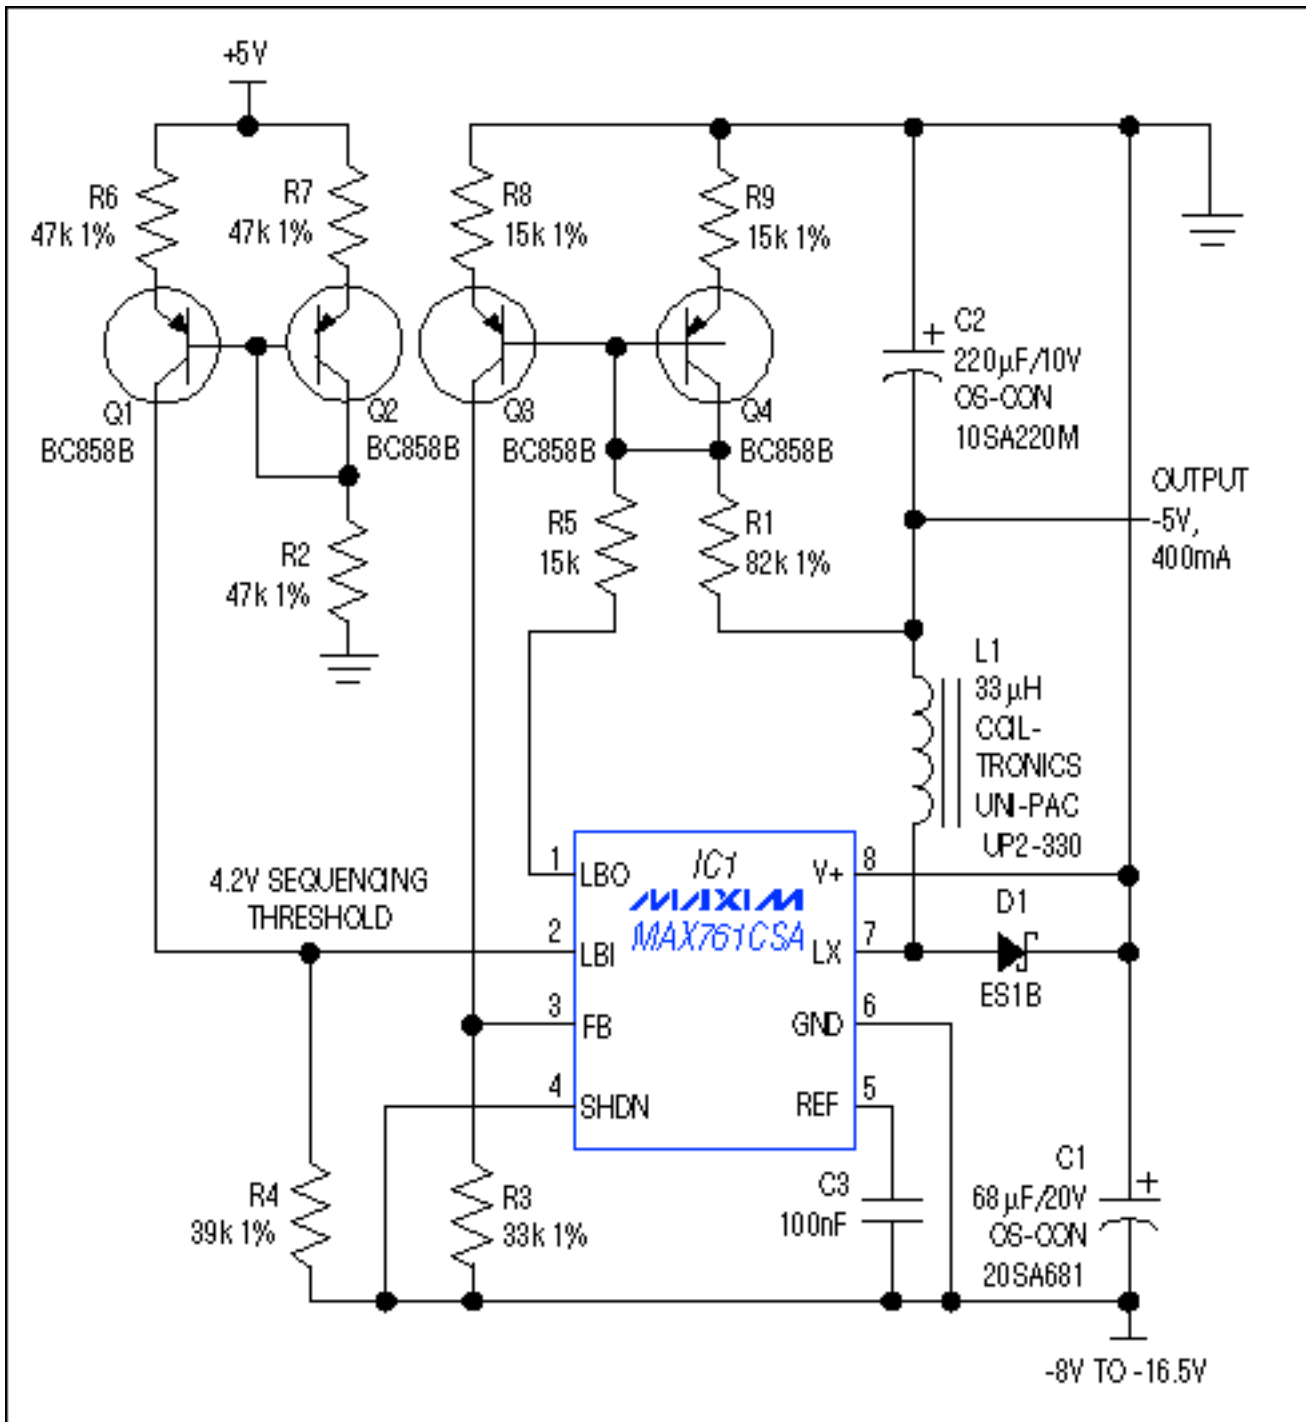 +5V
R6
47k 1%
R7
47k 1%
R8
15k 1%
R9
15k 1%
C2
+
220µF/10V
OS-CON
10SA220M
Q1
BC858B
Q2
BC858B
Q3
BC858B
Q4
BC858B
OUTPUT
-5V,
400mA
R5
15k
R1
82k 1%
R2
47k 1%
L1
33µH
COIL-
TRONICS
UNI-PAC
UP2-330
4.2V SEQUENCING
THRESHOLD
IC1
MAXIM
MAX761CSA
1
LBO
2
LBI
3
FB
4
SHDN
8
V+
7
LX
6
GND
5
REF
D1
ES1B
R4
39k 1%
R3
33k 1%
C3
100nF
C1
+
68µF/20V
OS-CON
20SA681
-8V TO -16.5V